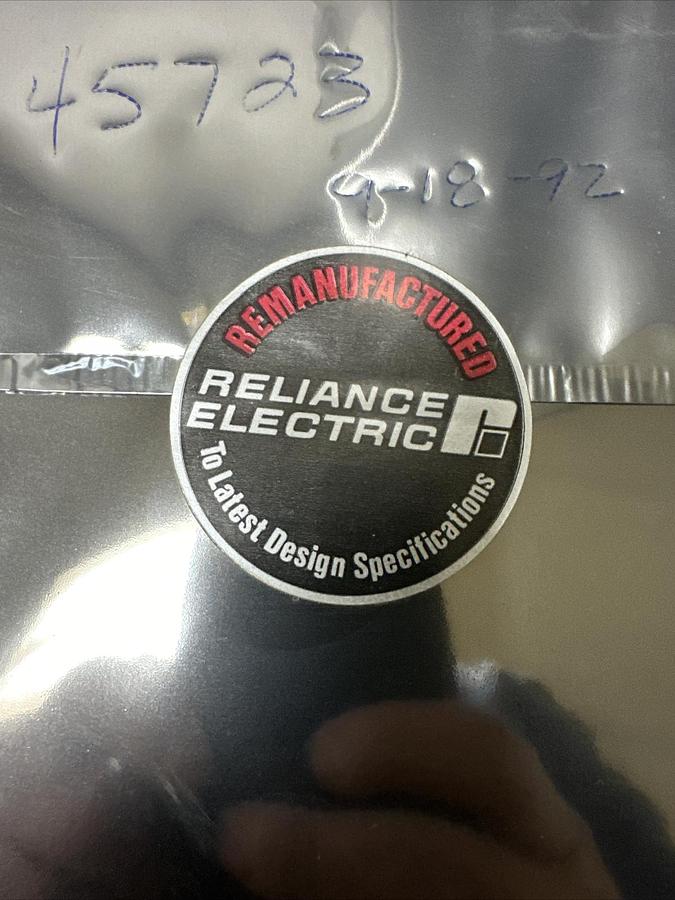 45723
9-18-92
REMANUFACTURED
RELIANCE
ELECTRIC
To Latest Design Specifications